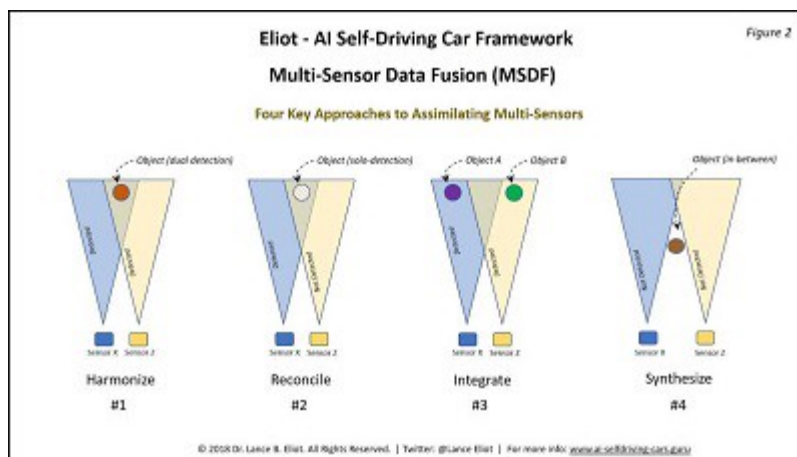 Eliot - AI Self-Driving Car Framework
Figure 2
Multi-Sensor Data Fusion (MSDF)
Four Key Approaches to Assimilating Multi-Sensors
Object (dual detection)
Object (solo-detection)
Object A
Object B
Object (in-between)
Detected
Detected
Detected
Not Detected
Detected
Detected
Not Detected
Not Detected
Sensor X
Sensor Z
Sensor X
Sensor Z
Sensor Z
Sensor Z
Harmonize
Reconcile
Integrate
Synthesize
#1
#2
#3
#4
© 2018 Dr. Lance B. Eliot. All Rights Reserved. | Twitter: @Lance Eliot | For more info: www.ai-selfdriving-cars.guru